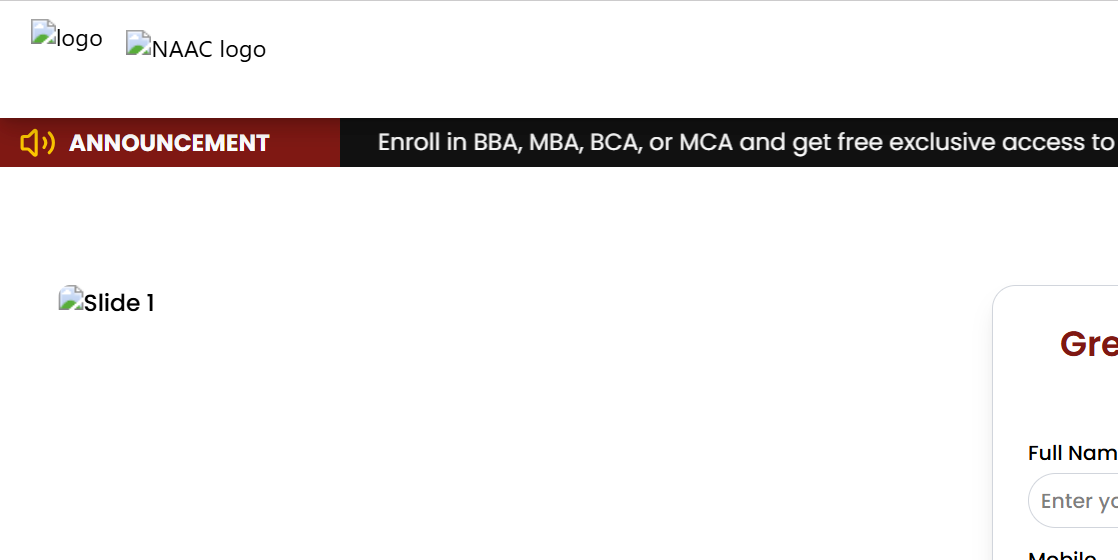 logo
NAAC logo
ANNOUNCEMENT
Enroll in BBA, MBA, BCA, or MCA and get free exclusive access to
Slide 1
Gre
Full Nam
Enter yo
Mobile